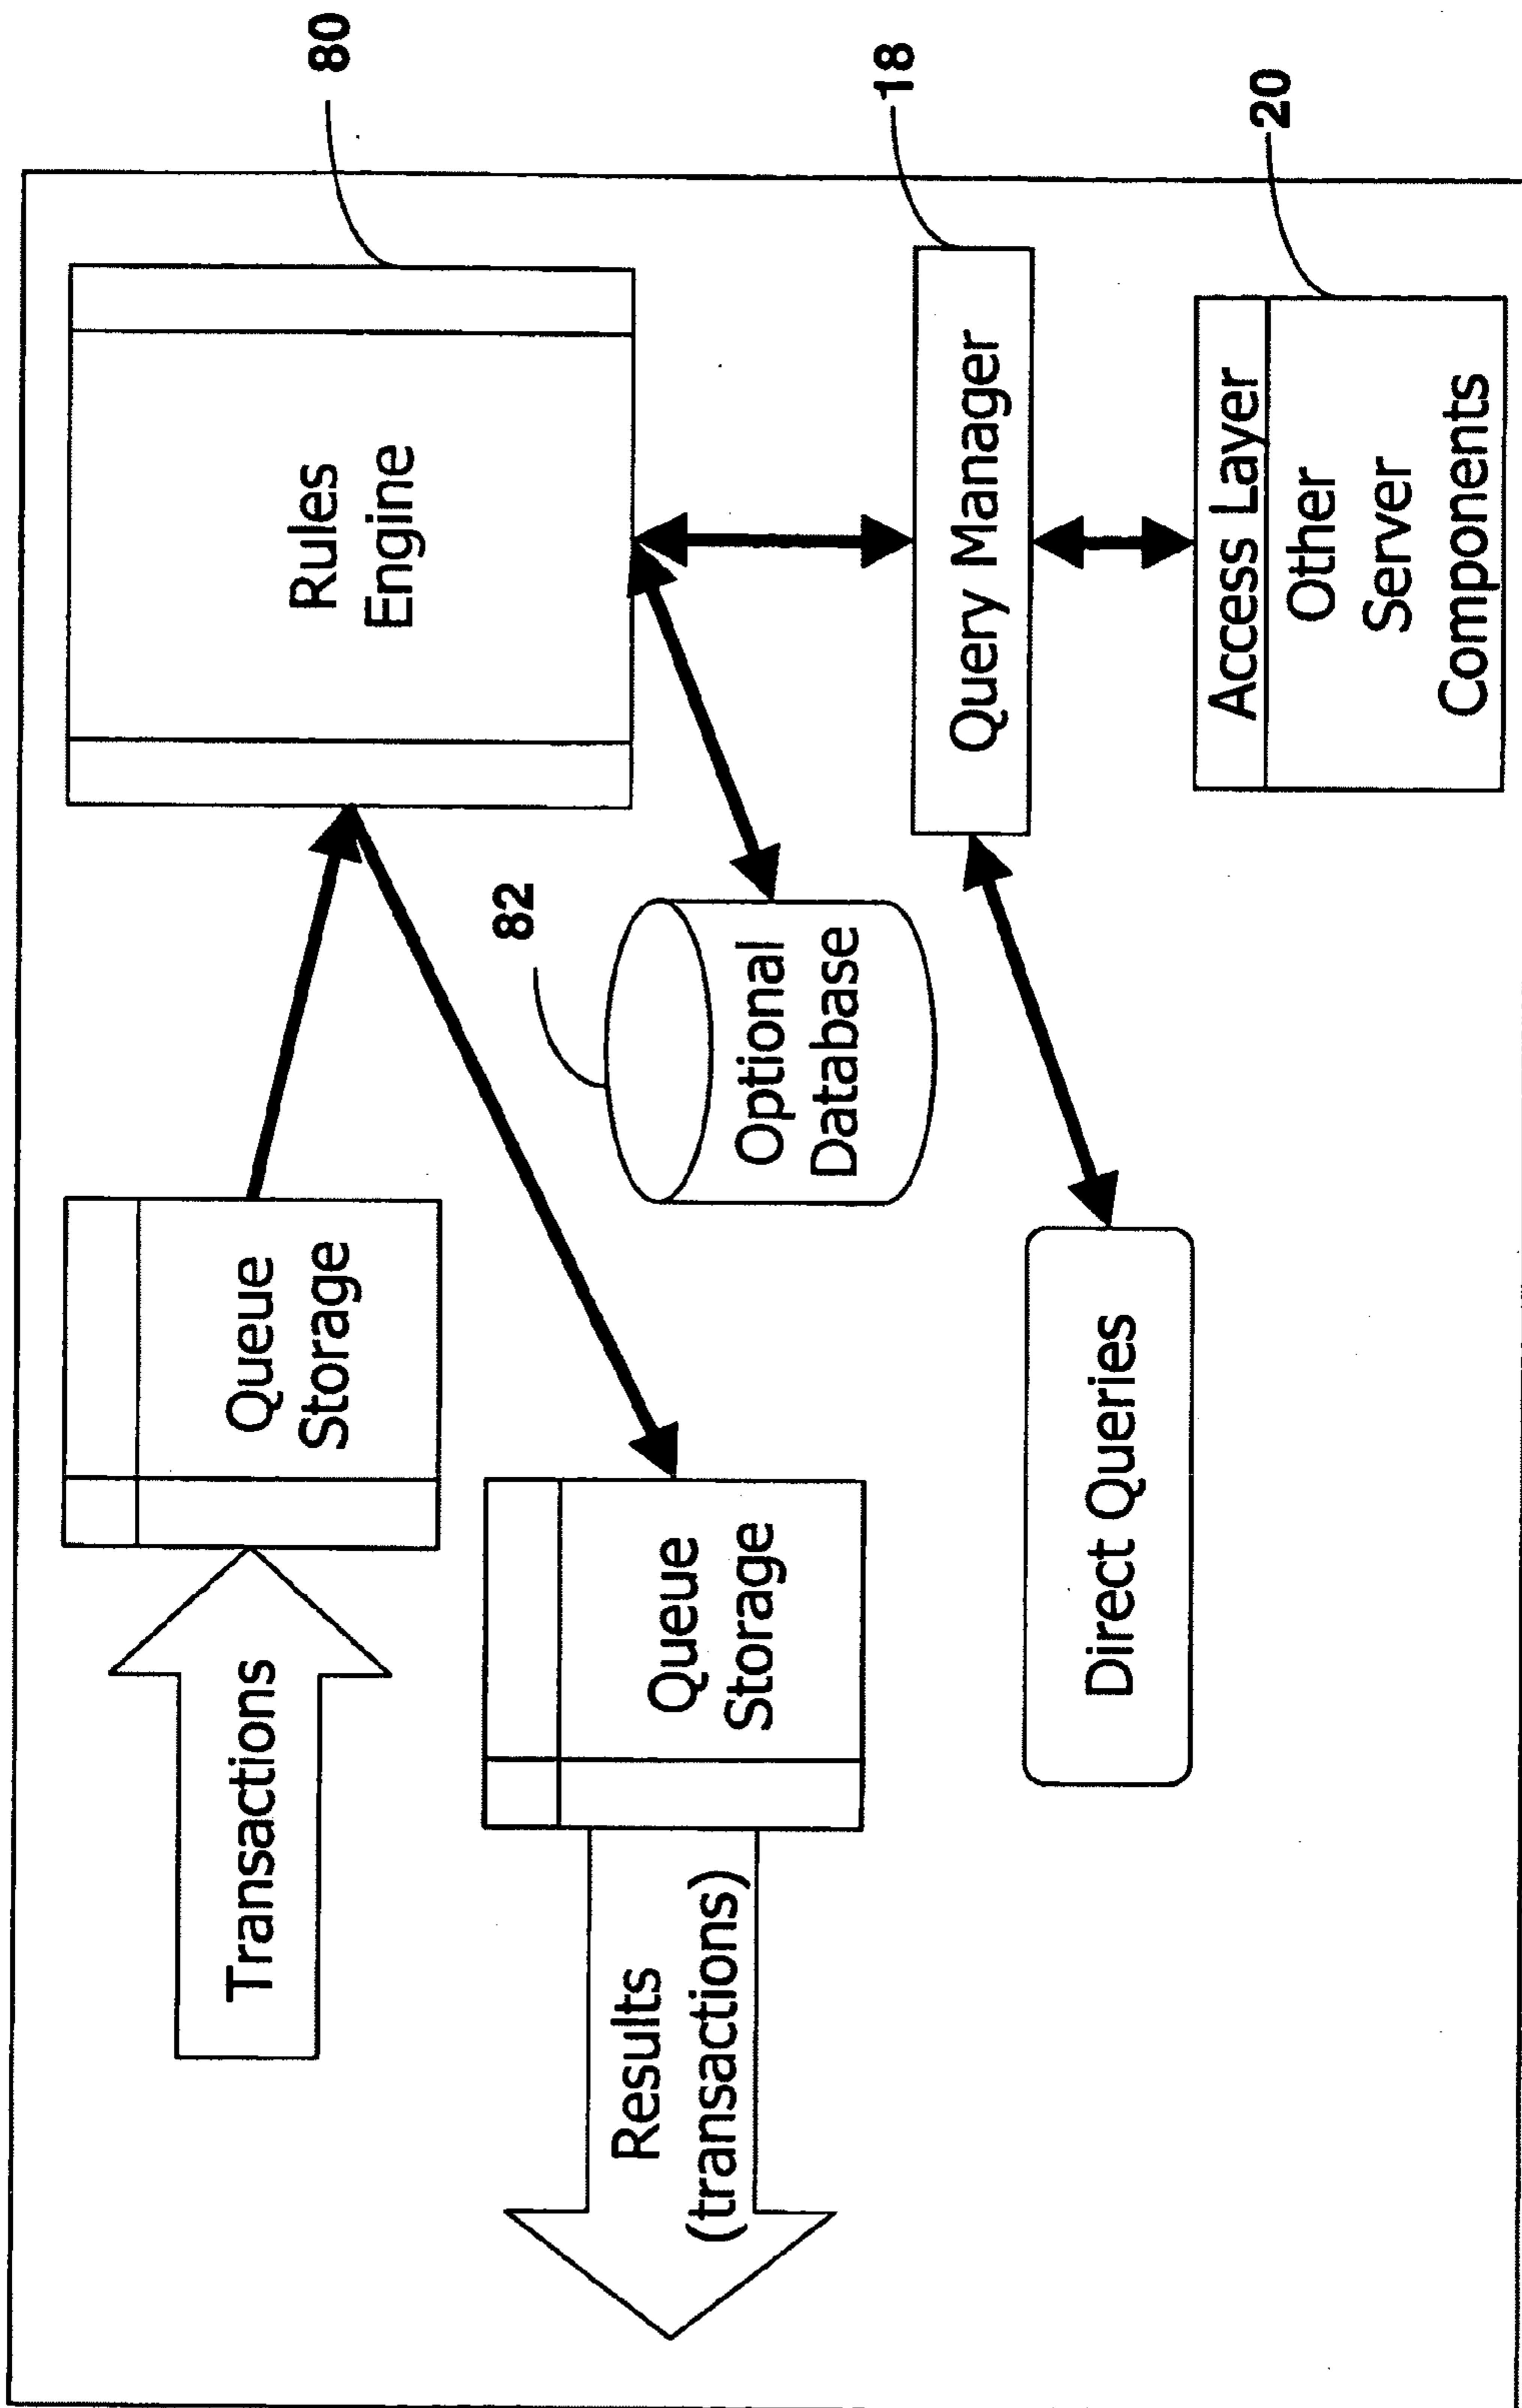 Transactions
Queue
Storage
Rules
Engine
80
Results
(transactions)
Queue
Storage
82
Optional
Database
Direct Queries
Query Manager
18
Access Layer
Other
Server
Components
20